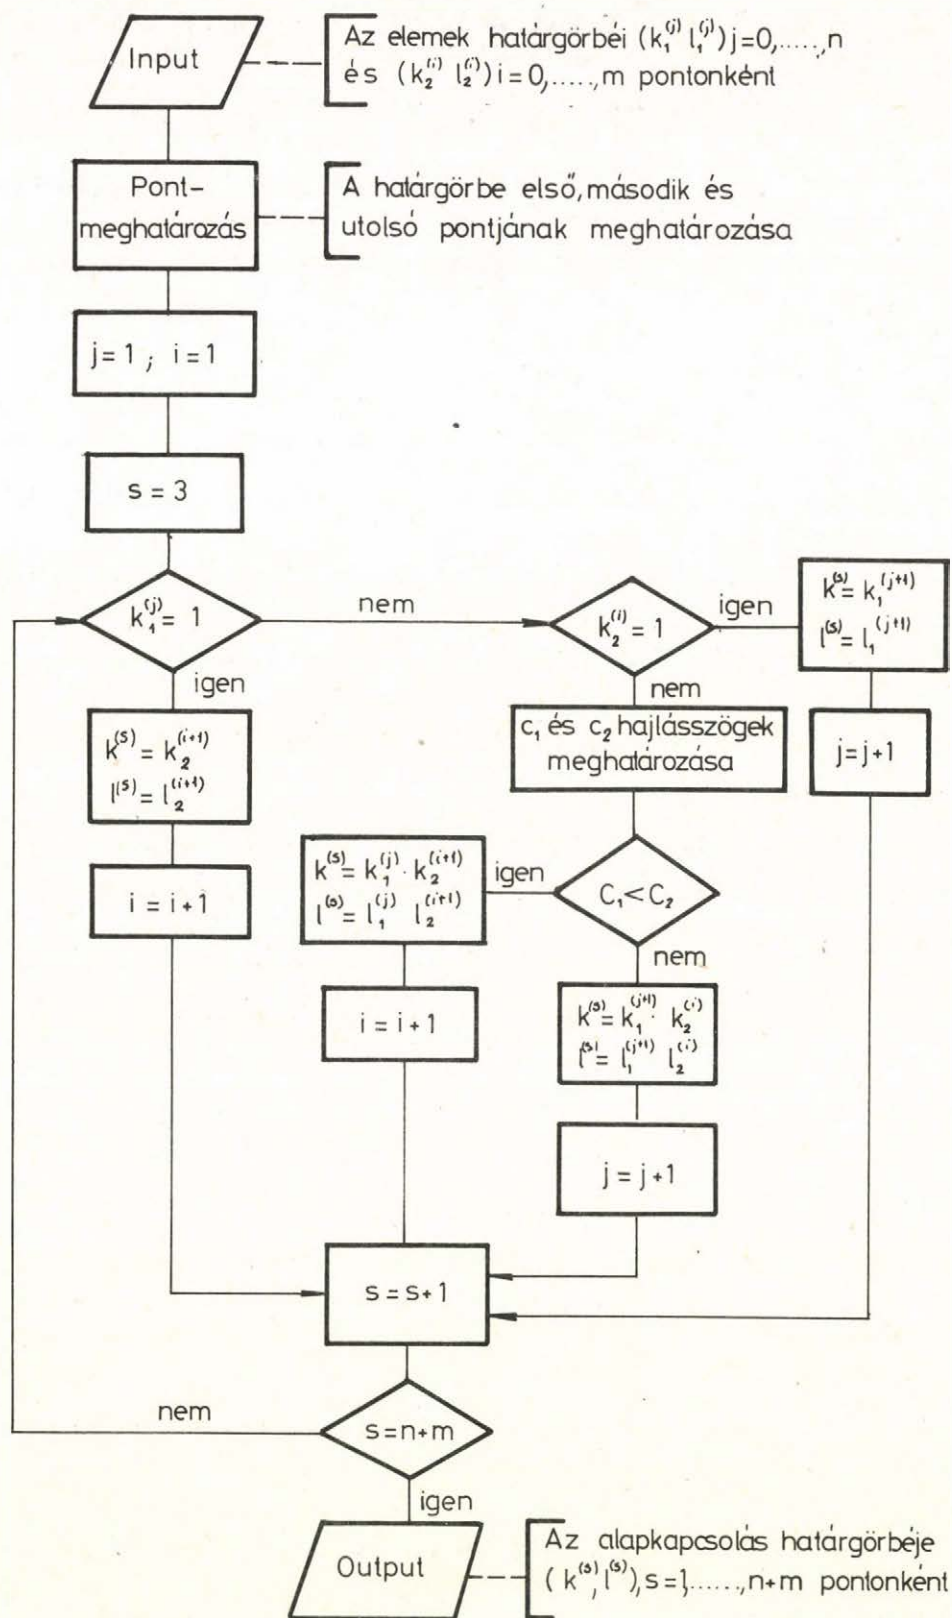 Input
Az elemek határgörbéi (k₁⁽ʲ⁾ l₁⁽ʲ⁾) j=0,.....,n
és (k₂⁽ⁱ⁾ l₂⁽ⁱ⁾) i=0,.....,m pontonként
Pont-
meghatározás
A határgörbe első, második és
utolsó pontjának meghatározása
j=1 ; i=1
s=3
k₁⁽ʲ⁾=1
nem
k₂⁽ⁱ⁾=1
igen
k⁽ˢ⁾=k₁⁽ʲ⁺¹⁾
l⁽ˢ⁾=l₁⁽ʲ⁺¹⁾
igen
nem
k⁽ˢ⁾=k₂⁽ⁱ⁺¹⁾
l⁽ˢ⁾=l₂⁽ⁱ⁺¹⁾
c₁ és c₂ hajlásszögek
meghatározása
j=j+1
k⁽ˢ⁾=k₁⁽ʲ⁾·k₂⁽ⁱ⁺¹⁾
l⁽ˢ⁾=l₁⁽ʲ⁾ l₂⁽ⁱ⁺¹⁾
igen
C₁<C₂
i=i+1
nem
i=i+1
k⁽ˢ⁾=k₁⁽ʲ⁺¹⁾·k₂⁽ⁱ⁾
l⁽ˢ⁾=l₁⁽ʲ⁺¹⁾ l₂⁽ⁱ⁾
j=j+1
s=s+1
nem
s=n+m
igen
Output
Az alapkapcsolás határgörbéje
(k⁽ˢ⁾, l⁽ˢ⁾), s=1,......,n+m pontonként